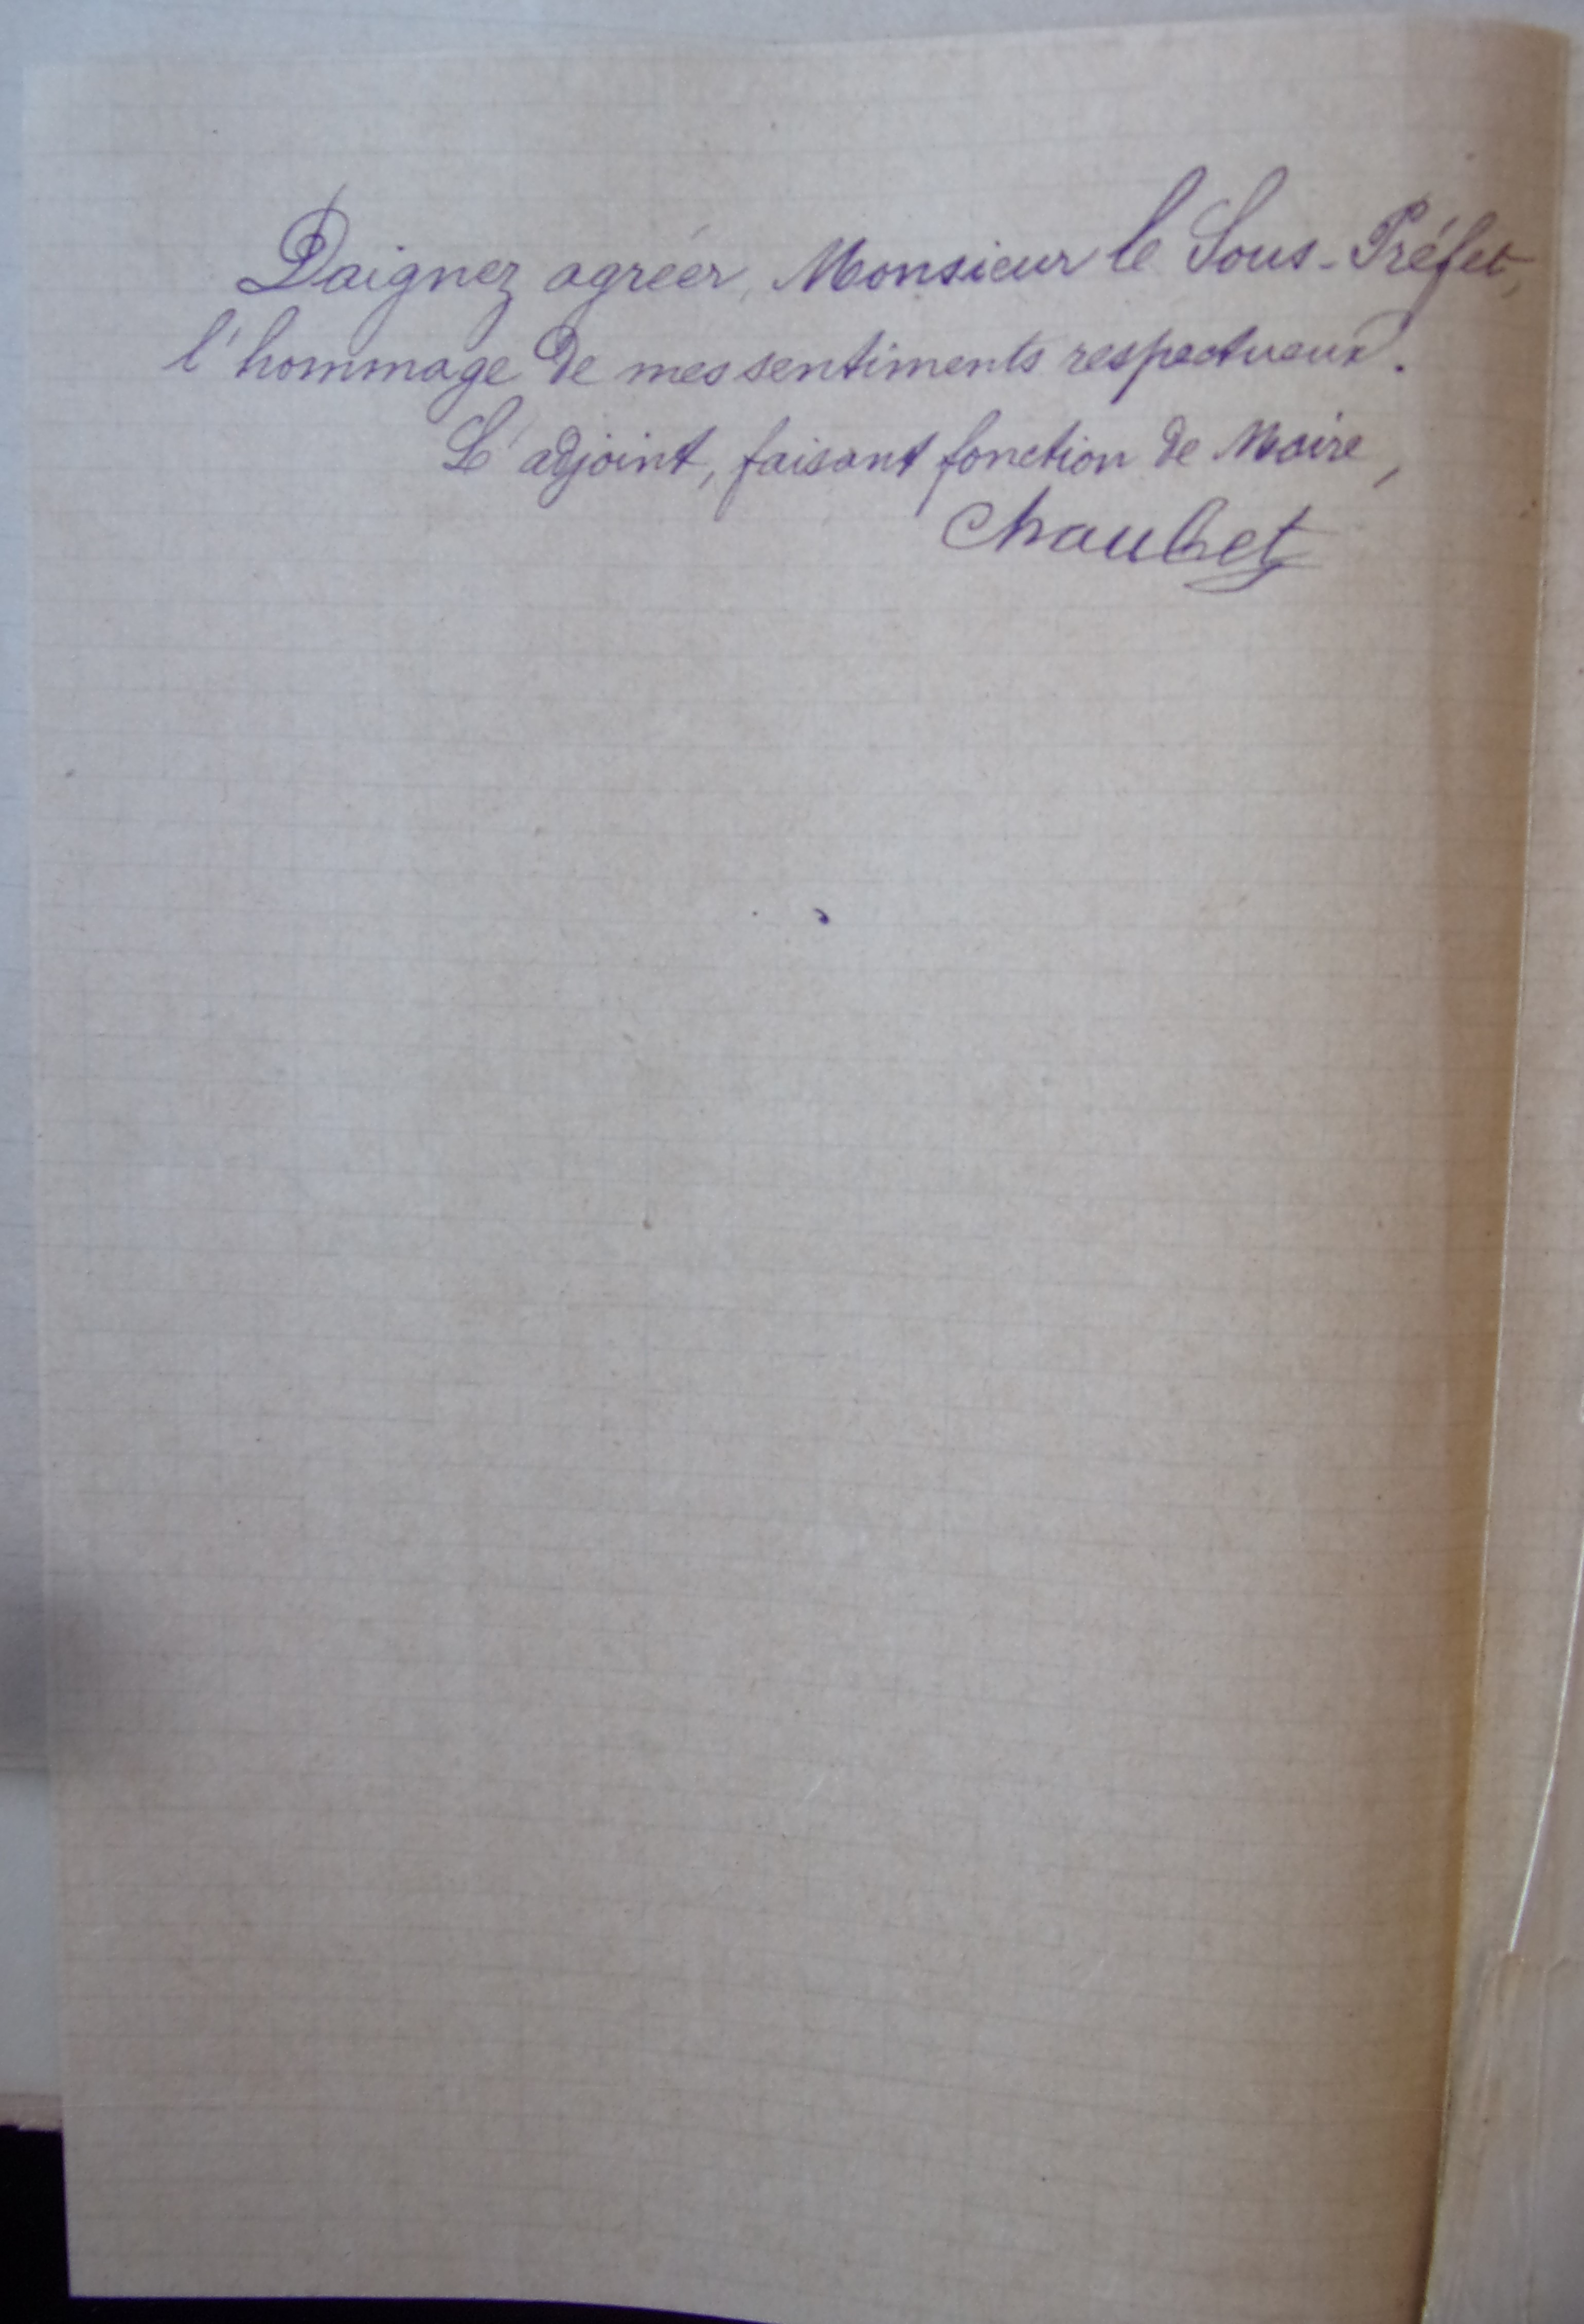 Daignez agréer, Monsieur le Sous-Préfet,
l'hommage de mes sentiments respectueux.
L'adjoint, faisant fonction de Maire,
Chaubet